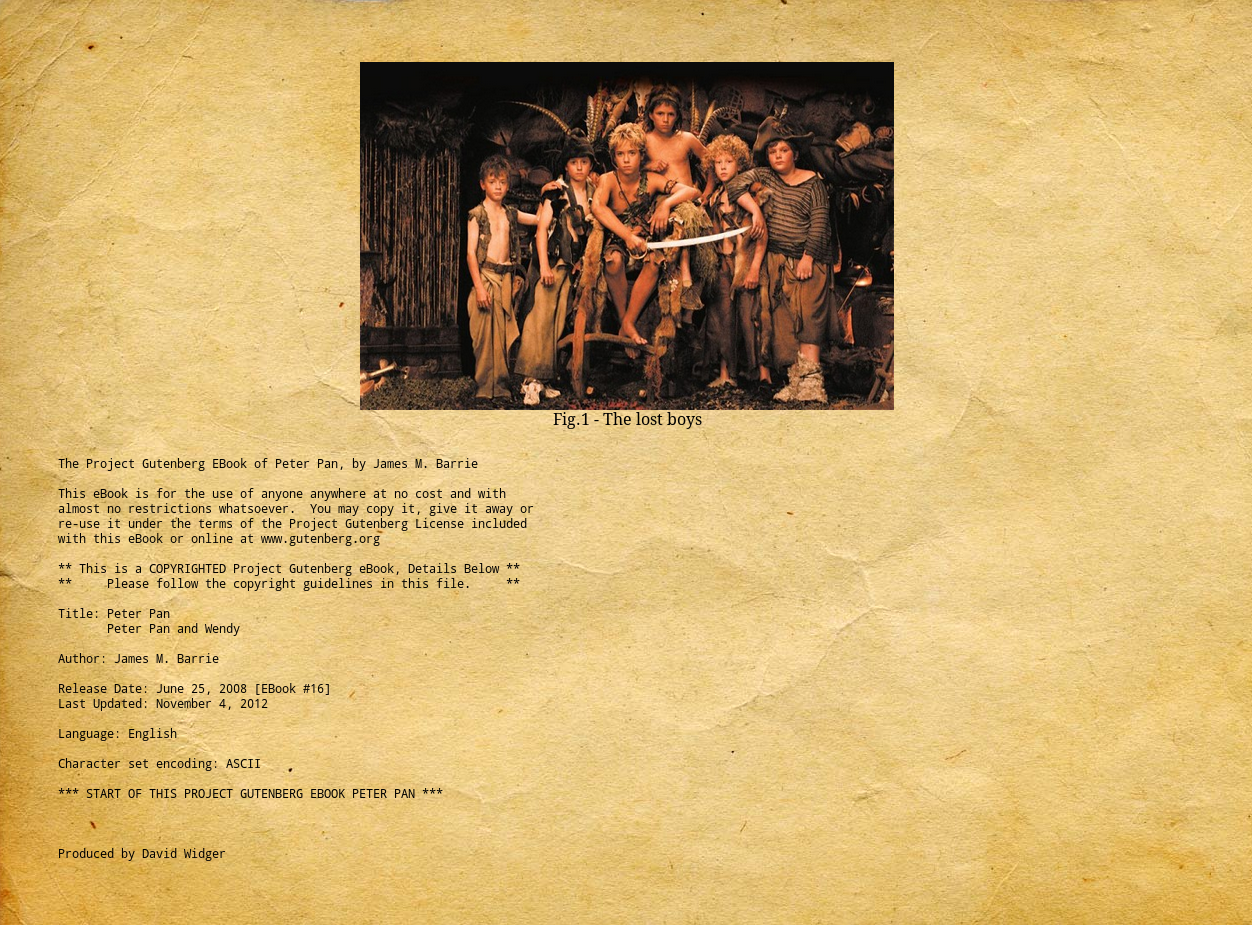 Fig.1 - The lost boys
The Project Gutenberg EBook of Peter Pan, by James M. Barrie
This eBook is for the use of anyone anywhere at no cost and with
almost no restrictions whatsoever.  You may copy it, give it away or
re-use it under the terms of the Project Gutenberg License included
with this eBook or online at www.gutenberg.org
** This is a COPYRIGHTED Project Gutenberg eBook, Details Below **
**     Please follow the copyright guidelines in this file.     **
Title: Peter Pan
       Peter Pan and Wendy
Author: James M. Barrie
Release Date: June 25, 2008 [EBook #16]
Last Updated: November 4, 2012
Language: English
Character set encoding: ASCII
*** START OF THIS PROJECT GUTENBERG EBOOK PETER PAN ***
Produced by David Widger